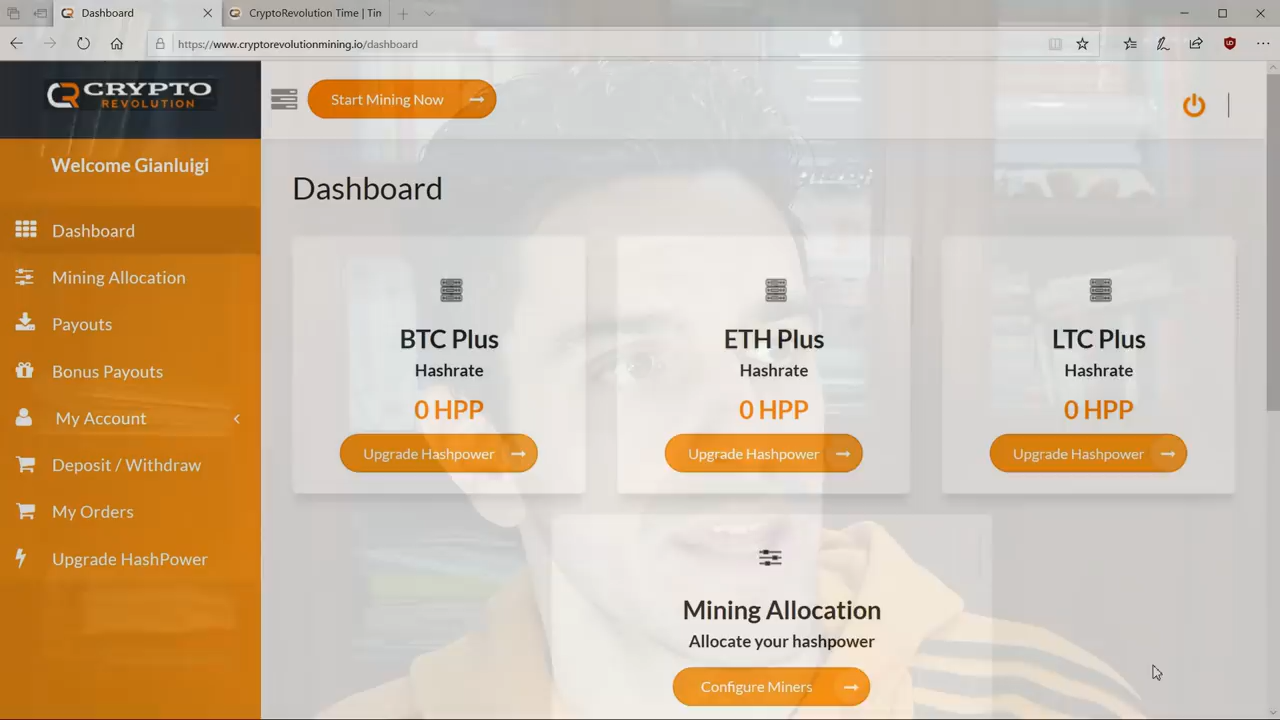 Dashboard
CryptoRevolution Time | Tin
https://www.cryptorevolutionmining.io/dashboard
CRYPTO
REVOLUTION
Start Mining Now
Welcome Gianluigi
Dashboard
Mining Allocation
Payouts
Bonus Payouts
My Account
Deposit / Withdraw
My Orders
Upgrade HashPower
Dashboard
BTC Plus
Hashrate
0 HPP
Upgrade Hashpower
ETH Plus
Hashrate
0 HPP
Upgrade Hashpower
LTC Plus
Hashrate
0 HPP
Upgrade Hashpower
Mining Allocation
Allocate your hashpower
Configure Miners